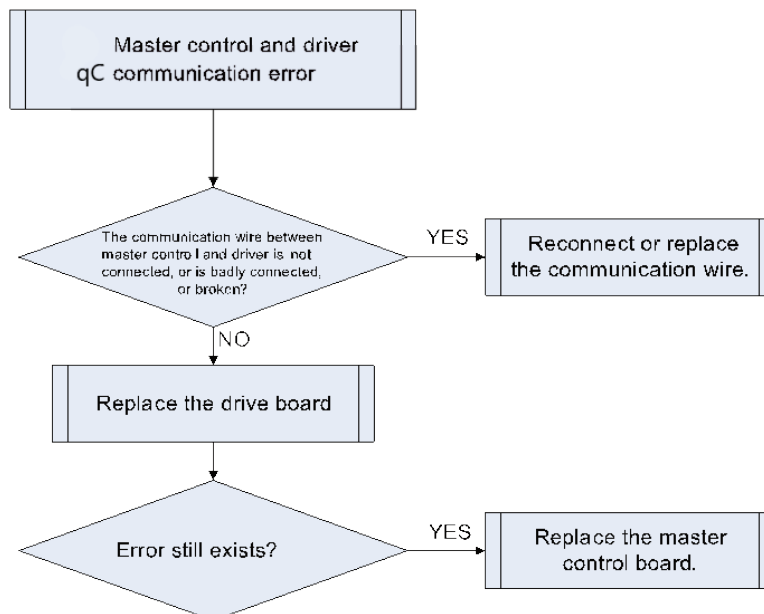 Master control and driver
qC communication error
The communication wire between
master control and driver is not
connected, or is badly connected,
or broken?
YES
Reconnect or replace
the communication wire.
NO
Replace the drive board
Error still exists?
YES
Replace the master
control board.